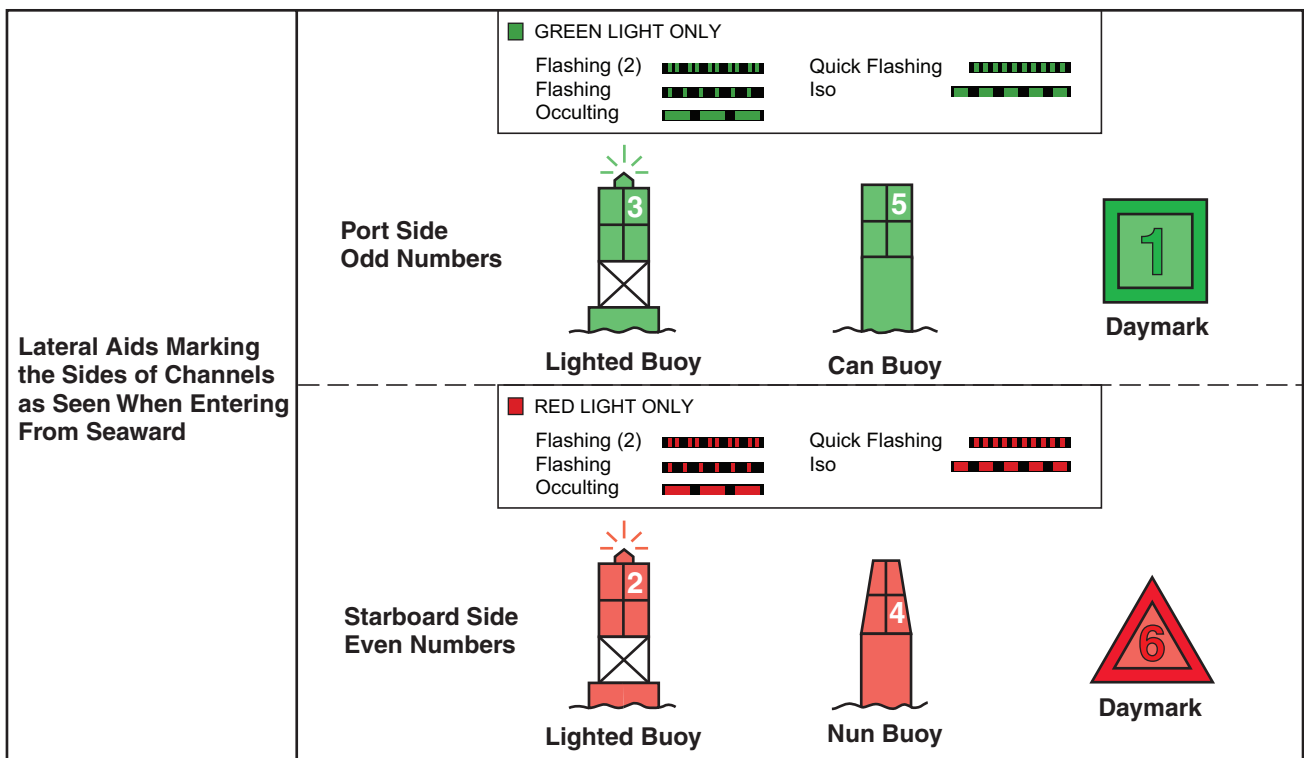 GREEN LIGHT ONLY
Flashing (2)
Quick Flashing
Flashing
Iso
Occulting
Port Side
Odd Numbers
3
5
1
Lighted Buoy
Can Buoy
Daymark
Lateral Aids Marking
the Sides of Channels
as Seen When Entering
From Seaward
RED LIGHT ONLY
Flashing (2)
Quick Flashing
Flashing
Iso
Occulting
Starboard Side
Even Numbers
2
4
6
Lighted Buoy
Nun Buoy
Daymark